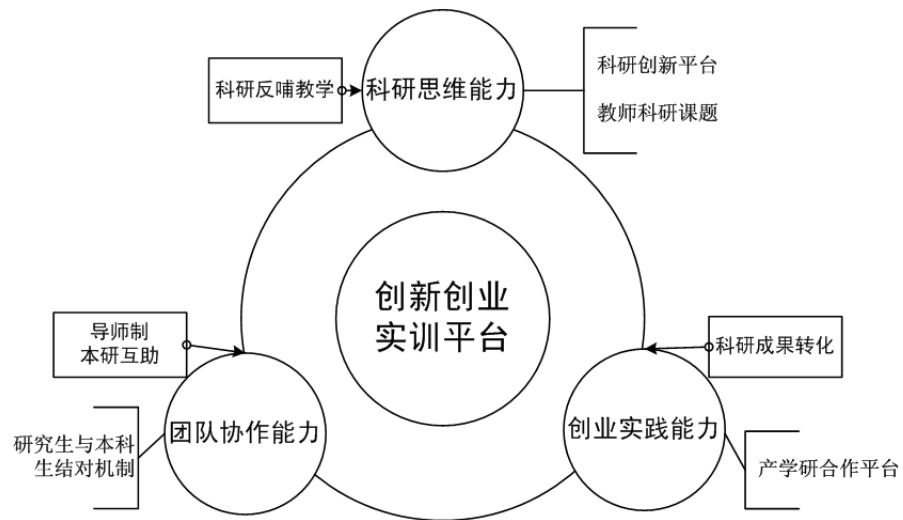 科研反哺教学
科研思维能力
科研创新平台
教师科研课题
创新创业
实训平台
导师制
本研互助
科研成果转化
团队协作能力
创业实践能力
研究生与本科
生结对机制
产学研合作平台